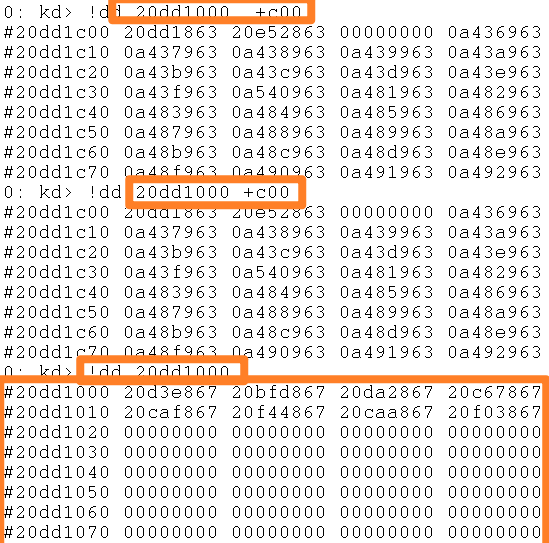 0: kd> !dd 20dd1000  +c00
#20dd1c00 20dd1863 20e52863 00000000 0a436963
#20dd1c10 0a437963 0a438963 0a439963 0a43a963
#20dd1c20 0a43b963 0a43c963 0a43d963 0a43e963
#20dd1c30 0a43f963 0a540963 0a481963 0a482963
#20dd1c40 0a483963 0a484963 0a485963 0a486963
#20dd1c50 0a487963 0a488963 0a489963 0a48a963
#20dd1c60 0a48b963 0a48c963 0a48d963 0a48e963
#20dd1c70 0a48f963 0a490963 0a491963 0a492963
0: kd> !dd 20dd1000 +c00
#20dd1c00 20dd1863 20e52863 00000000 0a436963
#20dd1c10 0a437963 0a438963 0a439963 0a43a963
#20dd1c20 0a43b963 0a43c963 0a43d963 0a43e963
#20dd1c30 0a43f963 0a540963 0a481963 0a482963
#20dd1c40 0a483963 0a484963 0a485963 0a486963
#20dd1c50 0a487963 0a488963 0a489963 0a48a963
#20dd1c60 0a48b963 0a48c963 0a48d963 0a48e963
#20dd1c70 0a48f963 0a490963 0a491963 0a492963
0: kd> !dd 20dd1000
#20dd1000 20d3e867 20bfd867 20da2867 20c67867
#20dd1010 20caf867 20f44867 20caa867 20f03867
#20dd1020 00000000 00000000 00000000 00000000
#20dd1030 00000000 00000000 00000000 00000000
#20dd1040 00000000 00000000 00000000 00000000
#20dd1050 00000000 00000000 00000000 00000000
#20dd1060 00000000 00000000 00000000 00000000
#20dd1070 00000000 00000000 00000000 00000000